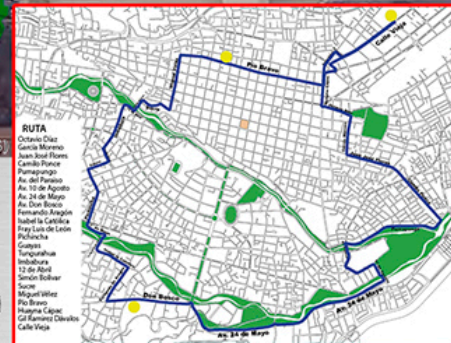 RUTA
Octavio Díaz
García Moreno
Juan José Flores
Camilo Ponce
Pumapungo
Av. del Paraíso
Av. 10 de Agosto
Av. 24 de Mayo
Av. Don Bosco
Fernando Aragón
Isabel la Católica
Fray Luis de León
Pichincha
Guayas
Tungurahua
Imbabura
12 de Abril
Simón Bolívar
Sucre
Miguel Vélez
Pío Bravo
Huayna Cápac
Gil Ramírez Dávalos
Calle Vieja
Calle Vieja
Pío Bravo
Don Bosco
Av. 24 de Mayo
Av. 24 de Mayo